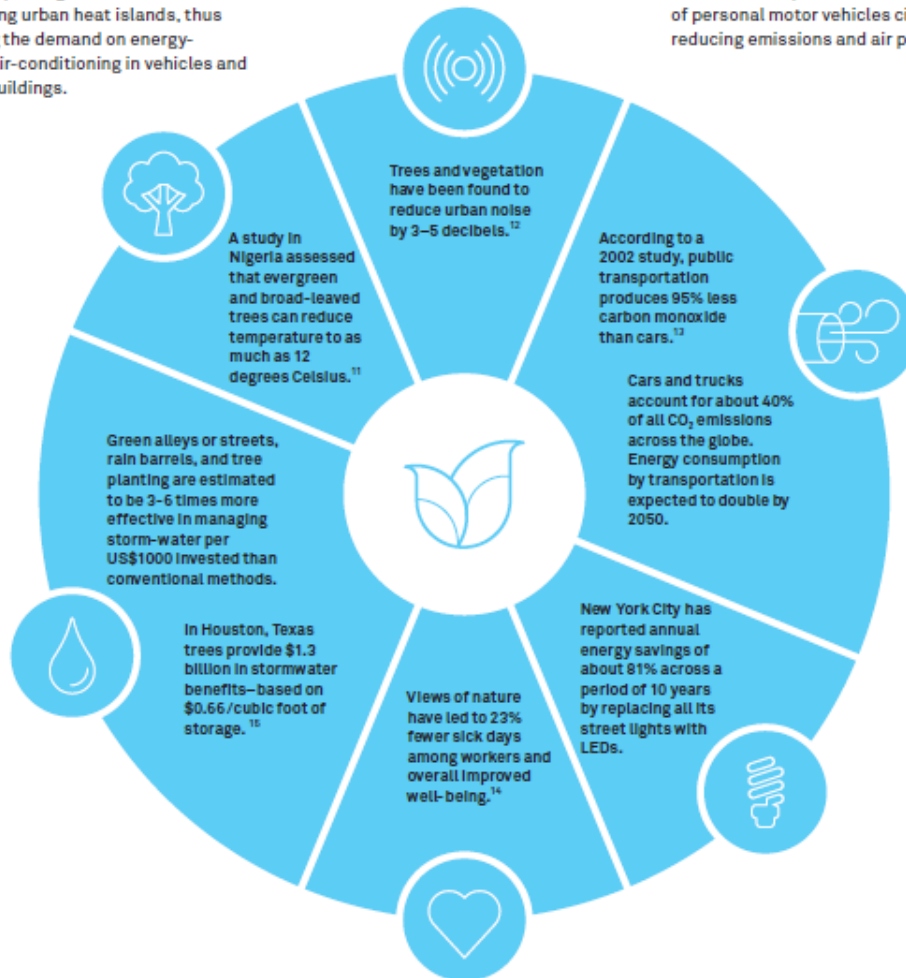 ng urban heat islands, thus
the demand on energy-
ir-conditioning in vehicles and
uildings.
of personal motor vehicles ci
reducing emissions and air p
Trees and vegetation
have been found to
reduce urban noise
by 3–5 decibels.12
A study in
Nigeria assessed
that evergreen
and broad-leaved
trees can reduce
temperature to as
much as 12
degrees Celsius.11
According to a
2002 study, public
transportation
produces 95% less
carbon monoxide
than cars.13
Cars and trucks
account for about 40%
of all CO₂ emissions
across the globe.
Energy consumption
by transportation is
expected to double by
2050.
Green alleys or streets,
rain barrels, and tree
planting are estimated
to be 3-6 times more
effective in managing
storm-water per
US$1000 invested than
conventional methods.
In Houston, Texas
trees provide $1.3
billion in stormwater
benefits–based on
$0.66/cubic foot of
storage. 15
Views of nature
have led to 23%
fewer sick days
among workers and
overall improved
well-being.14
New York City has
reported annual
energy savings of
about 81% across a
period of 10 years
by replacing all its
street lights with
LEDs.